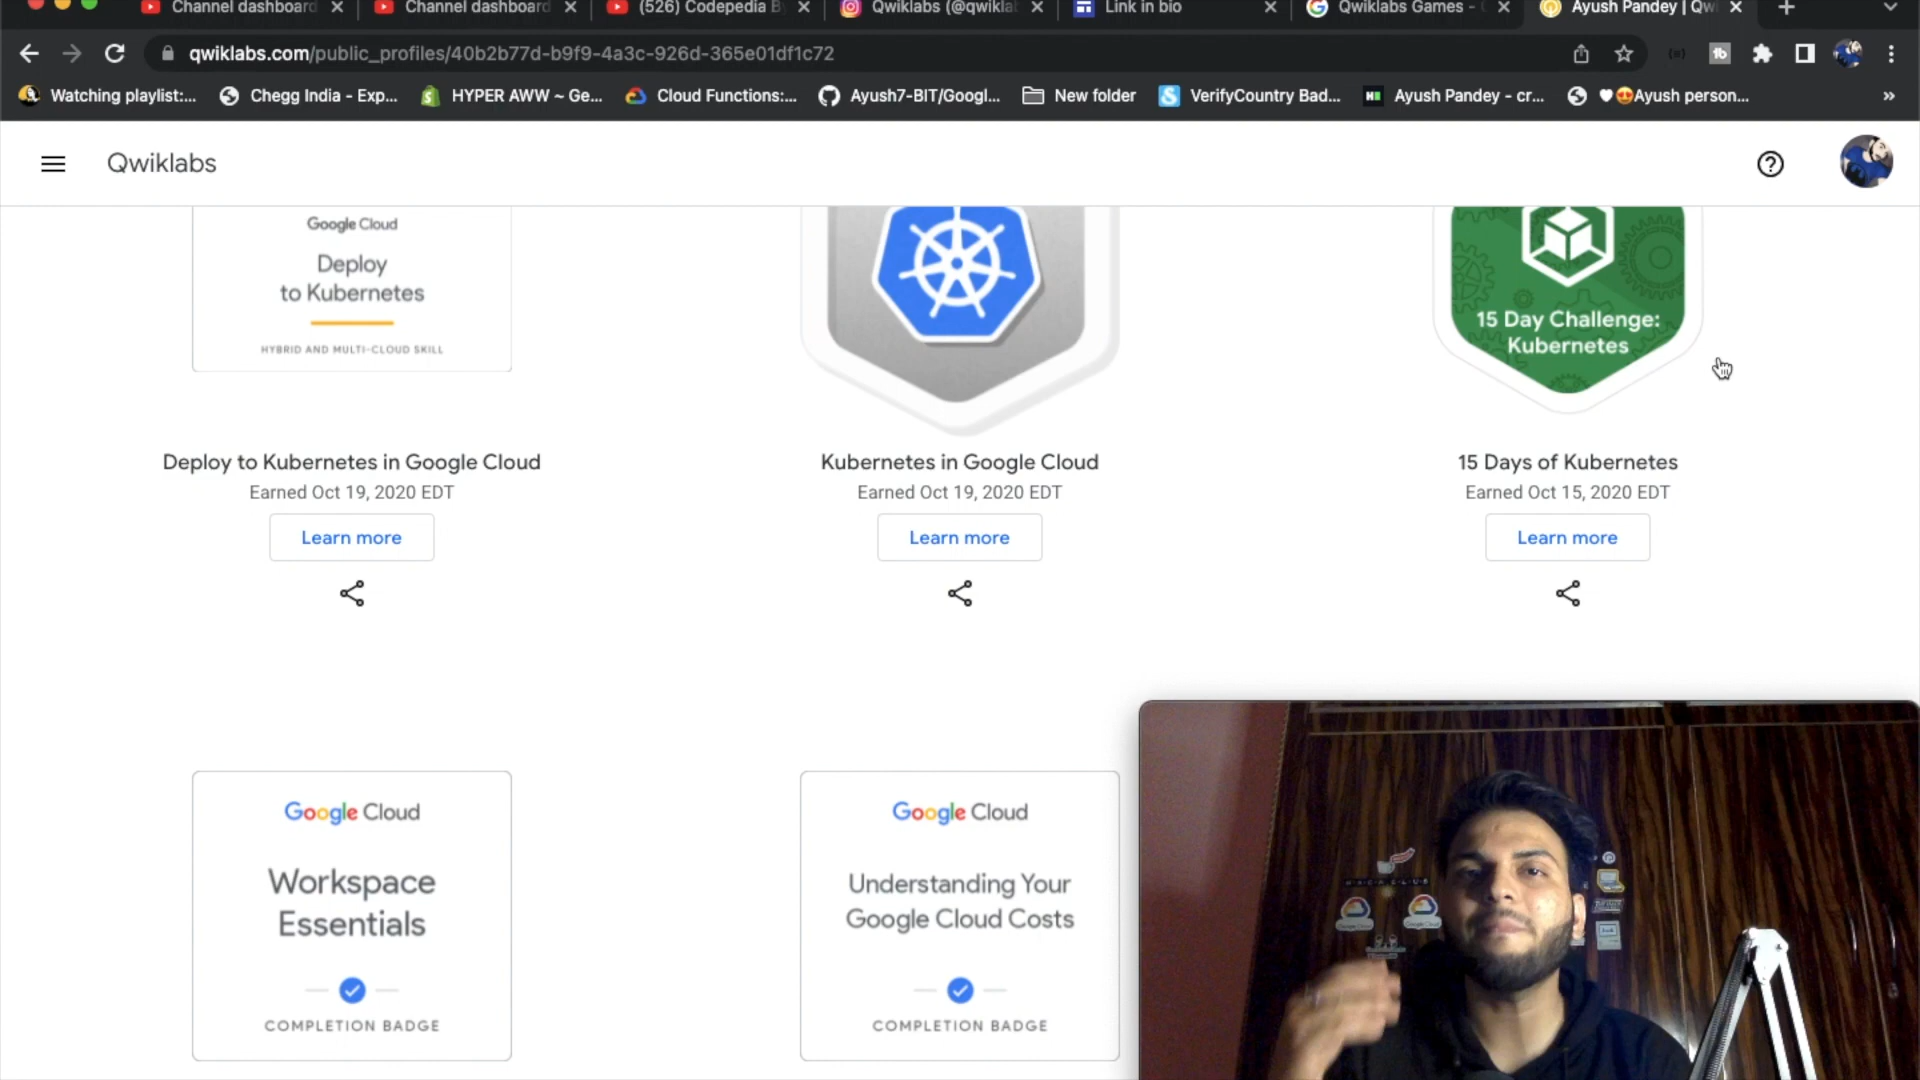 Channel dashboard
Channel dashboard
(526) Codepedia B
Qwiklabs (@qwikla
Link in bio
Qwiklabs Games -
Ayush Pandey | Qwi
qwiklabs.com/public_profiles/40b2b77d-b9f9-4a3c-926d-365e01df1c72
Watching playlist:...
Chegg India - Exp...
HYPER AWW ~ Ge...
Cloud Functions:...
Ayush7-BIT/Googl...
New folder
VerifyCountry Bad...
Ayush Pandey - cr...
Ayush person...
»
Qwiklabs
Google Cloud
Deploy
to Kubernetes
HYBRID AND MULTI-CLOUD SKILL
15 Day Challenge:
Kubernetes
Deploy to Kubernetes in Google Cloud
Earned Oct 19, 2020 EDT
Learn more
Kubernetes in Google Cloud
Earned Oct 19, 2020 EDT
Learn more
15 Days of Kubernetes
Earned Oct 15, 2020 EDT
Learn more
Google Cloud
Workspace
Essentials
COMPLETION BADGE
Google Cloud
Understanding Your
Google Cloud Costs
COMPLETION BADGE